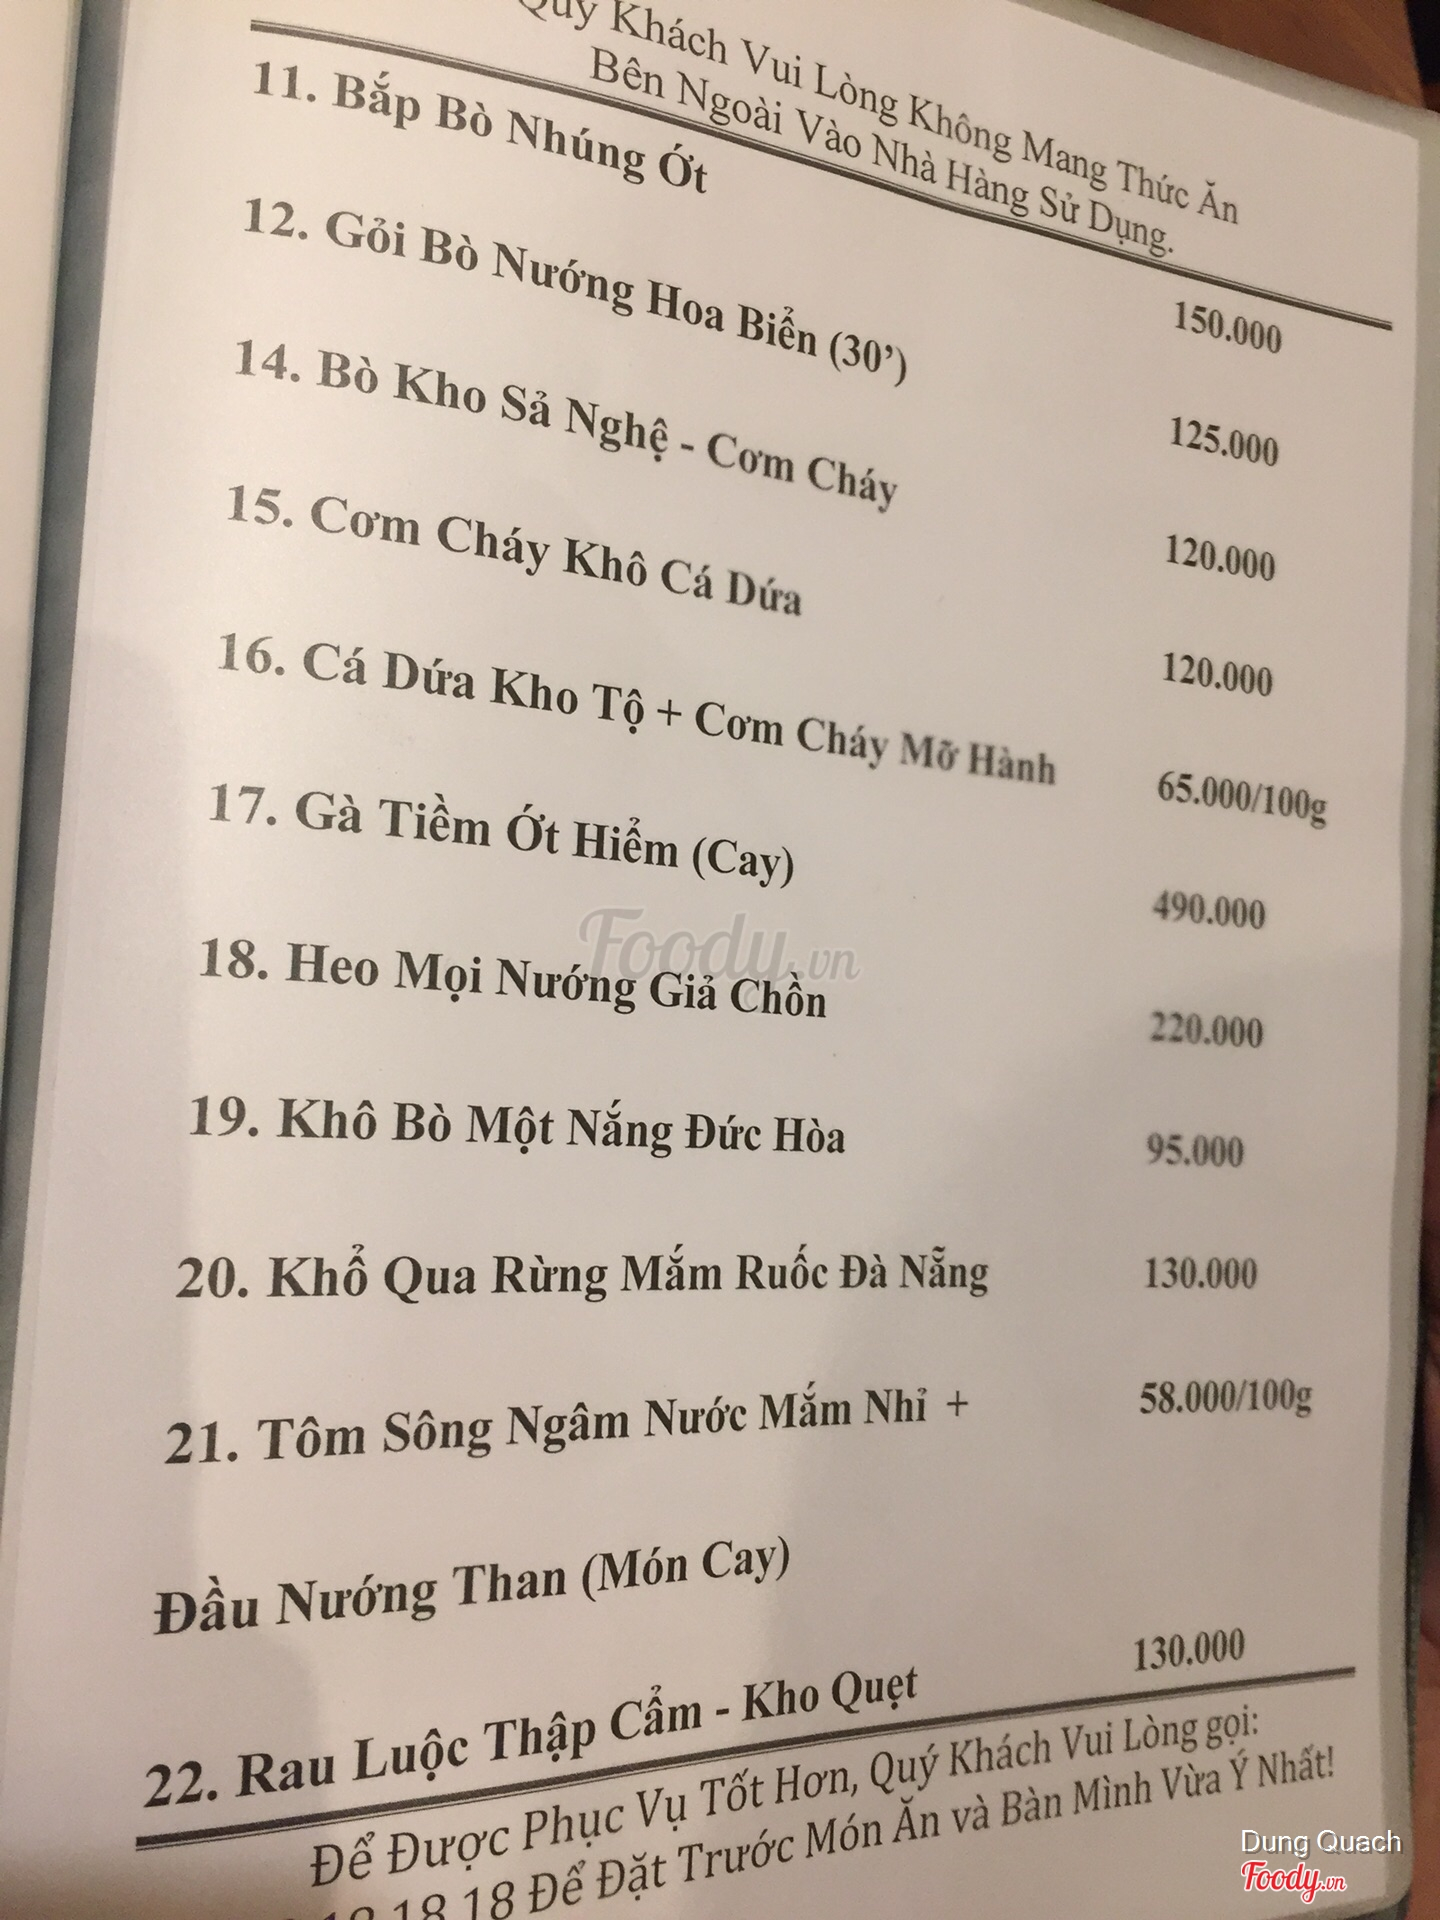 Quý Khách Vui Lòng Không Mang Thức Ăn
Bên Ngoài Vào Nhà Hàng Sử Dụng.
11. Bắp Bò Nhúng Ớt 150.000
12. Gỏi Bò Nướng Hoa Biển (30’) 125.000
14. Bò Kho Sả Nghệ - Cơm Cháy 120.000
15. Cơm Cháy Khô Cá Dứa 120.000
16. Cá Dứa Kho Tộ + Cơm Cháy Mỡ Hành 65.000/100g
17. Gà Tiềm Ớt Hiểm (Cay) 490.000
18. Heo Mọi Nướng Giả Chồn 220.000
19. Khô Bò Một Nắng Đức Hòa 95.000
20. Khổ Qua Rừng Mắm Ruốc Đà Nẵng 130.000
21. Tôm Sông Ngâm Nước Mắm Nhỉ + 58.000/100g
Đầu Nướng Than (Món Cay)
22. Rau Luộc Thập Cẩm - Kho Quẹt 130.000
Để Được Phục Vụ Tốt Hơn, Quý Khách Vui Lòng gọi:
18 18 Để Đặt Trước Món Ăn và Bàn Mình Vừa Ý Nhất!
Foody.vn
Dung Quach
Foody.vn